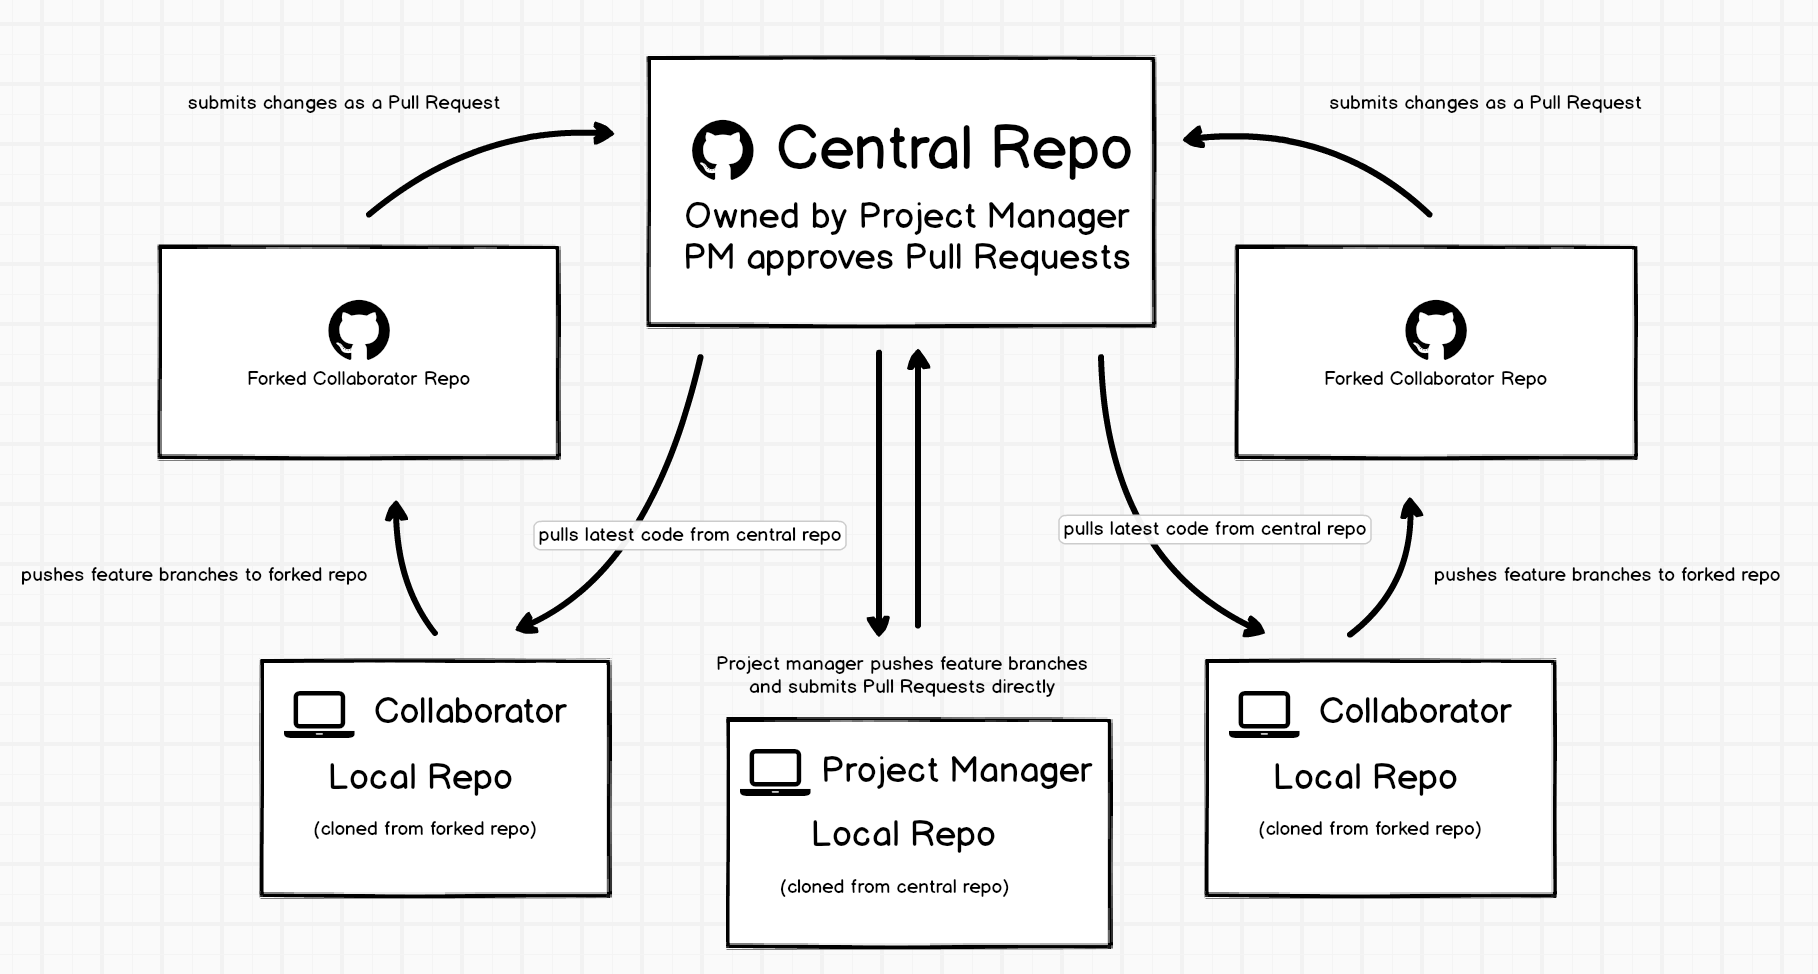 submits changes as a Pull Request
Central Repo
Owned by Project Manager
PM approves Pull Requests
submits changes as a Pull Request
Forked Collaborator Repo
Forked Collaborator Repo
pulls latest code from central repo
pulls latest code from central repo
pushes feature branches to forked repo
pushes feature branches to forked repo
Project manager pushes feature branches
and submits Pull Requests directly
Collaborator
Local Repo
(cloned from forked repo)
Project Manager
Local Repo
(cloned from central repo)
Collaborator
Local Repo
(cloned from forked repo)